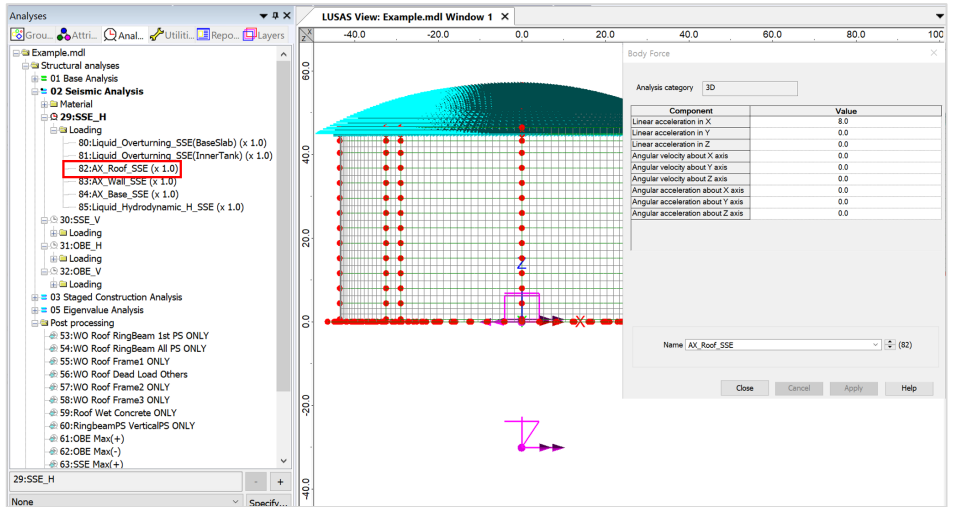 Analyses
Grou... Attri... Anal... Utiliti... Repo... Layers
Example.mdl
Structural analyses
01 Base Analysis
02 Seismic Analysis
Material
29:SSE_H
Loading
80:Liquid_Overturning_SSE(BaseSlab) (x 1.0)
81:Liquid_Overturning_SSE(InnerTank) (x 1.0)
82:AX_Roof_SSE (x 1.0)
83:AX_Wall_SSE (x 1.0)
84:AX_Base_SSE (x 1.0)
85:Liquid_Hydrodynamic_H_SSE (x 1.0)
30:SSE_V
Loading
31:OBE_H
Loading
32:OBE_V
Loading
03 Staged Construction Analysis
05 Eigenvalue Analysis
Post processing
53:WO Roof RingBeam 1st PS ONLY
54:WO Roof RingBeam All PS ONLY
55:WO Roof Frame1 ONLY
56:WO Roof Dead Load Others
57:WO Roof Frame2 ONLY
58:WO Roof Frame3 ONLY
59:Roof Wet Concrete ONLY
60:RingbeamPS VerticalPS ONLY
61:OBE Max(+)
62:OBE Max(-)
63:SSE Max(+)
29:SSE_H
- +
None
Specify...
LUSAS View: Example.mdl Window 1 X
Z X
-40.0 -20.0 0.0 20.0 40.0 60.0 80.0 100
60.0
40.0
20.0
0.0
-20.0
-40.0
Z
X
Body Force
Analysis category 3D
Component Value
Linear acceleration in X 8.0
Linear acceleration in Y 0.0
Linear acceleration in Z 0.0
Angular velocity about X axis 0.0
Angular velocity about Y axis 0.0
Angular velocity about Z axis 0.0
Angular acceleration about X axis 0.0
Angular acceleration about Y axis 0.0
Angular acceleration about Z axis 0.0
Name AX_Roof_SSE (82)
Close Cancel Apply Help